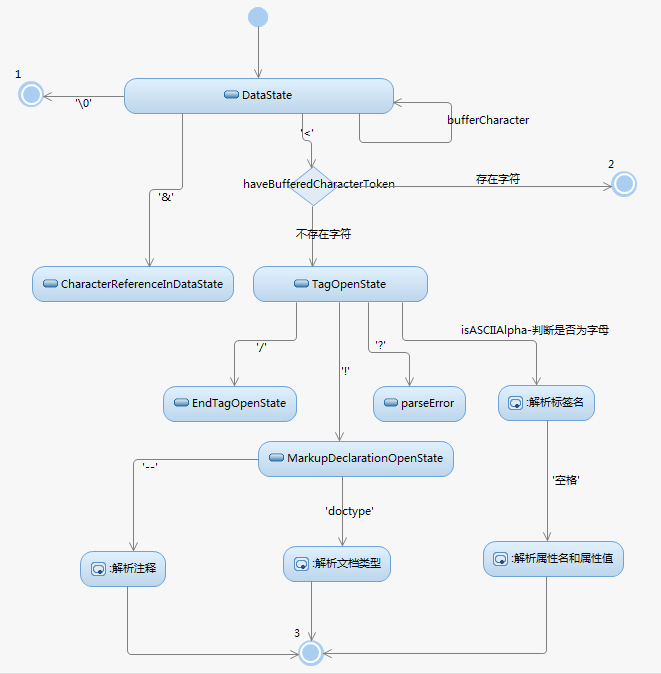 1
'\0'
DataState
bufferCharacter
'<'
haveBufferedCharacterToken
存在字符
2
'&'
不存在字符
CharacterReferenceInDataState
TagOpenState
isASCIIAlpha-判断是否为字母
'/'
'!'
'?'
EndTagOpenState
parseError
:解析标签名
MarkupDeclarationOpenState
'--'
'doctype'
'空格'
:解析注释
:解析文档类型
:解析属性名和属性值
3